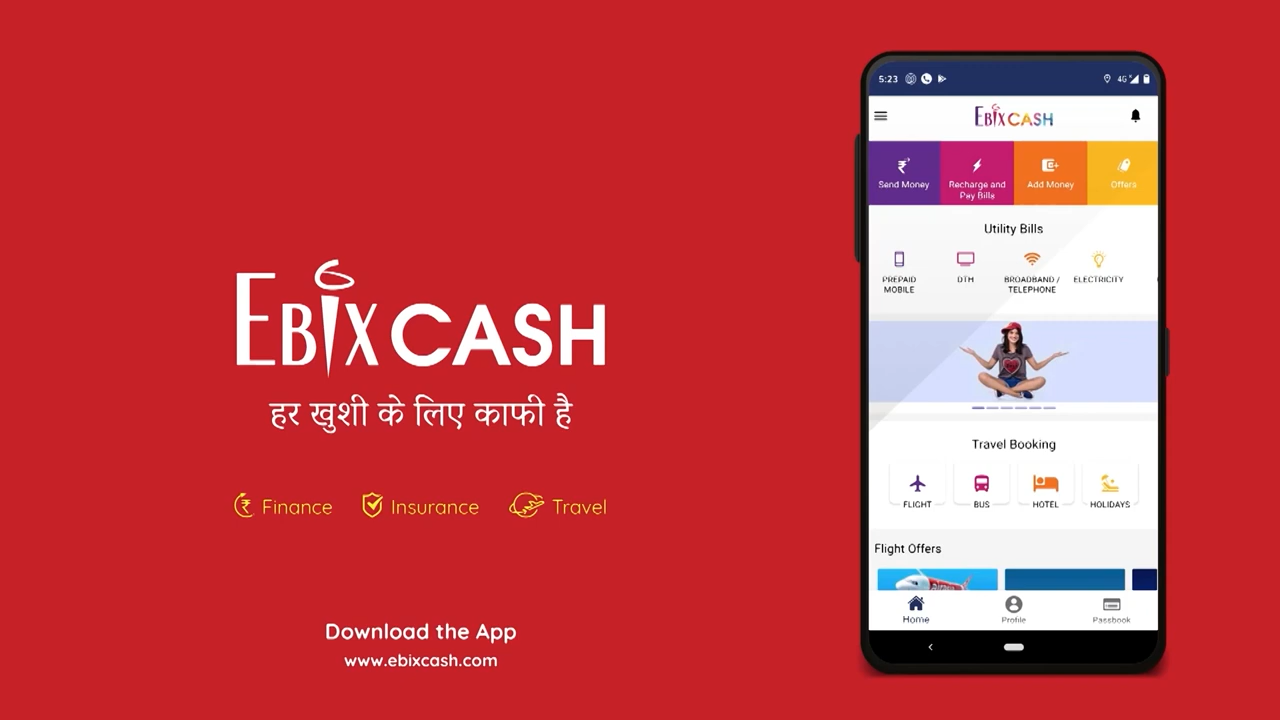 EBIXCASH
हर खुशी के लिए काफी है
Finance Insurance Travel
Download the App
www.ebixcash.com
5:23 4G
EBIXCASH
Send Money
Recharge and
Pay Bills
Add Money
Offers
Utility Bills
PREPAID
MOBILE
DTH
BROADBAND /
TELEPHONE
ELECTRICITY
Travel Booking
FLIGHT BUS HOTEL HOLIDAYS
Flight Offers
Home Profile Passbook